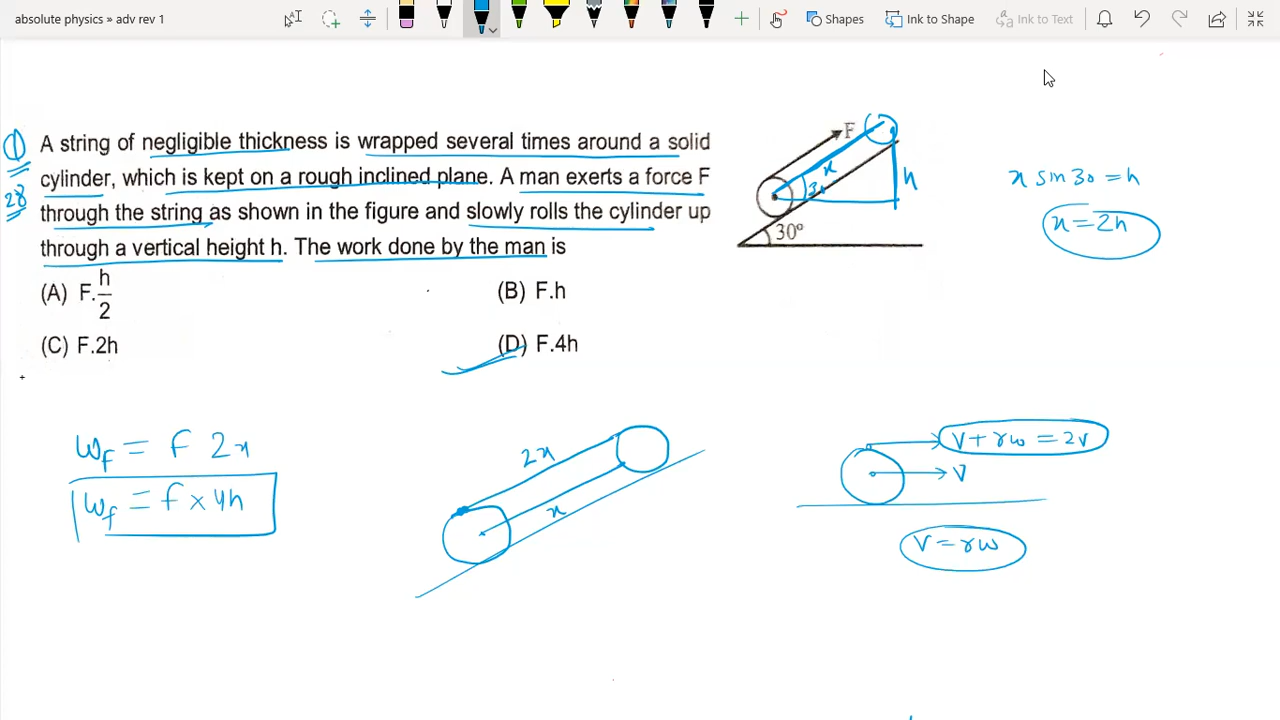 absolute physics » adv rev 1
Shapes
Ink to Shape
Ink to Text
1
28
A string of negligible thickness is wrapped several times around a solid
cylinder, which is kept on a rough inclined plane. A man exerts a force F
through the string as shown in the figure and slowly rolls the cylinder up
through a vertical height h. The work done by the man is
(A) F.h/2
(B) F.h
(C) F.2h
(D) F.4h
F
x
30
h
30°
x sin 30 = h
x = 2h
W_F = F 2x
W_F = F × 4h
2x
x
V + rω = 2V
V
V = rω